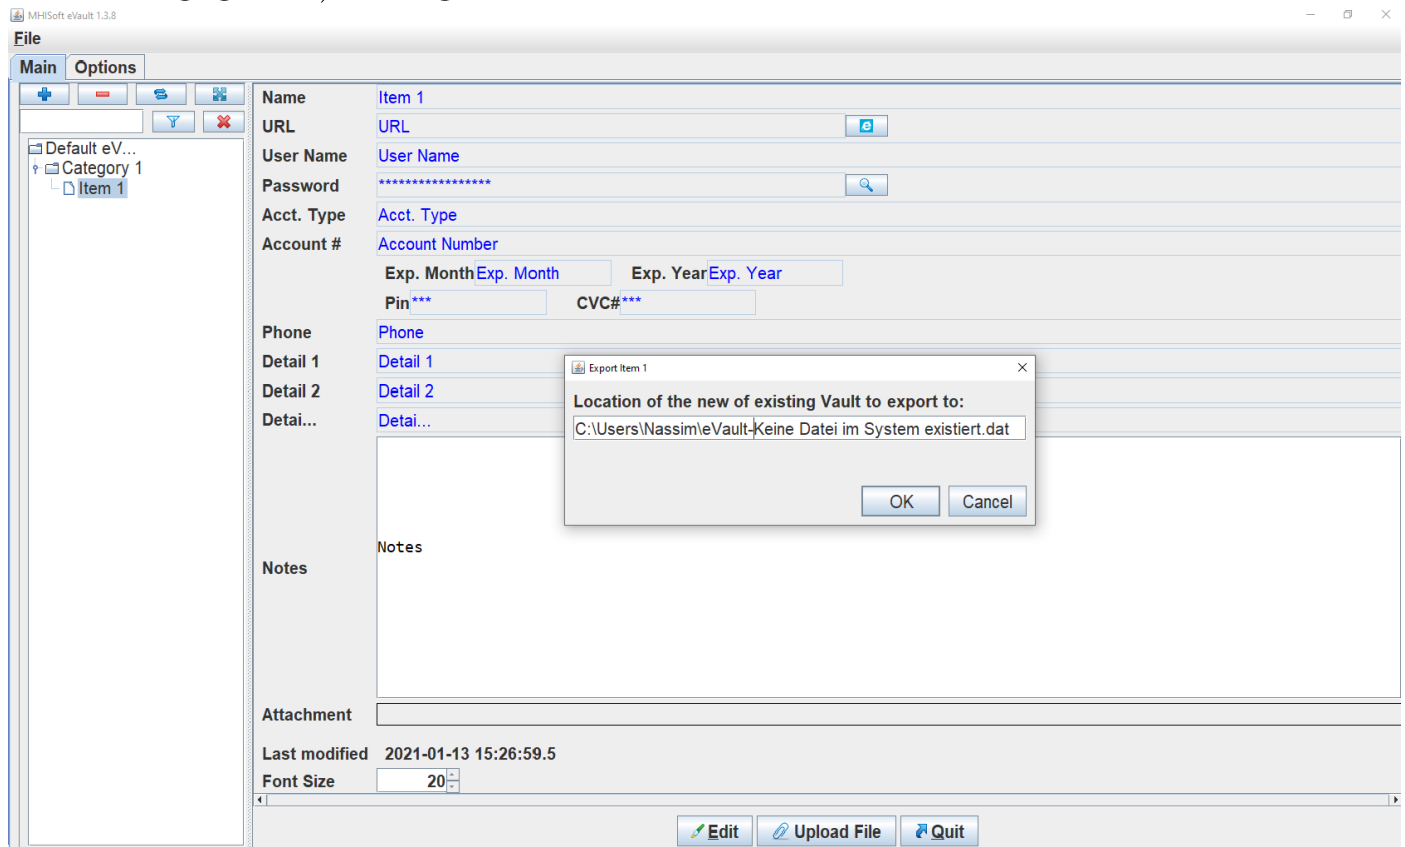 MHISoft eVault 1.3.8
File
Main Options
Name Item 1
URL URL
Default eV...
User Name User Name
Category 1
Password *****************
Item 1
Acct. Type Acct. Type
Account # Account Number
Exp. Month Exp. Month Exp. Year Exp. Year
Pin *** CVC# ***
Phone Phone
Detail 1 Detail 1
Detail 2 Detail 2
Detai... Detai...
Export Item 1
Location of the new of existing Vault to export to:
C:\Users\Nassim\eVault-Keine Datei im System existiert.dat
OK Cancel
Notes
Notes
Attachment
Last modified 2021-01-13 15:26:59.5
Font Size 20
Edit Upload File Quit